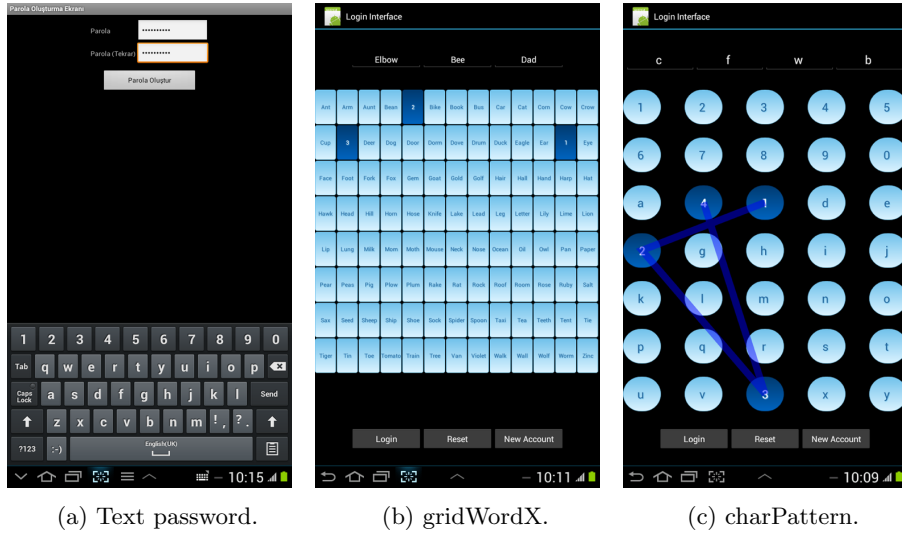 Parola Oluşturma Ekranı
Parola
Parola (Tekrar)
Parola Oluştur
1 2 3 4 5 6 7 8 9 0
Tab q w e r t y u i o p
Caps Lock a s d f g h j k l Send
z x c v b n m ! , ? .
?123 :-) English(UK)
10:15
(a) Text password.
Login Interface
Elbow Bee Dad
Ant Arm Aunt Bean 2 Bike Book Bus Car Cat Corn Cow Crow
Cup 3 Deer Dog Door Dorm Dove Drum Duck Eagle Ear 1 Eye
Face Foot Fork Fox Gem Goat Gold Golf Hair Hall Hand Harp Hat
Hawk Head Hill Horn Hose Knife Lake Lead Leg Letter Lily Lime Lion
Lip Lung Milk Mom Moth Mouse Neck Nose Ocean Oil Owl Pan Paper
Pear Peas Pig Plow Plum Rake Rat Rock Roof Room Rose Ruby Salt
Sax Seed Sheep Ship Shoe Sock Spider Spoon Taxi Tea Teeth Tent Tie
Tiger Tin Toe Tomato Train Tree Van Violet Walk Wall Wolf Worm Zinc
Login Reset New Account
10:11
(b) gridWordX.
Login Interface
c f w b
1 2 3 4 5
6 7 8 9 0
a 4 1 d e
2 g h i j
k l m n o
p q r s t
u v 3 x y
Login Reset New Account
10:09
(c) charPattern.